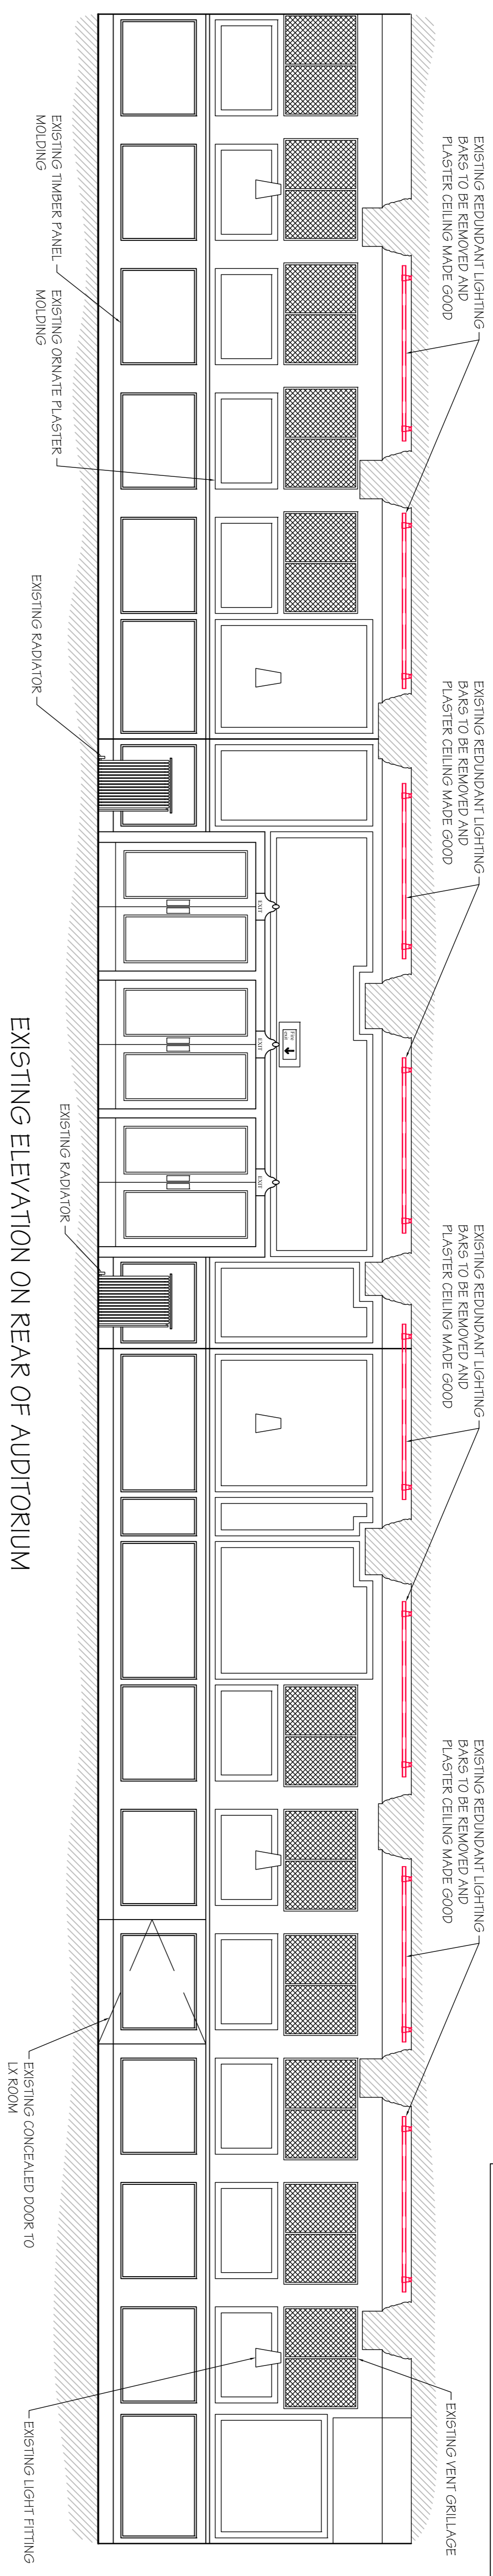 EXISTING REDUNDANT LIGHTING
BARS TO BE REMOVED AND
PLASTER CEILING MADE GOOD
EXISTING REDUNDANT LIGHTING
BARS TO BE REMOVED AND
PLASTER CEILING MADE GOOD
EXISTING REDUNDANT LIGHTING
BARS TO BE REMOVED AND
PLASTER CEILING MADE GOOD
EXISTING REDUNDANT LIGHTING
BARS TO BE REMOVED AND
PLASTER CEILING MADE GOOD
EXISTING VENT GRILLAGE
Fire
exit
EXIT
EXIT
EXIT
EXISTING TIMBER PANEL
MOLDING
EXISTING ORNATE PLASTER
MOLDING
EXISTING RADIATOR
EXISTING RADIATOR
EXISTING CONCEALED DOOR TO
LX ROOM
EXISTING LIGHT FITTING
EXISTING ELEVATION ON REAR OF AUDITORIUM